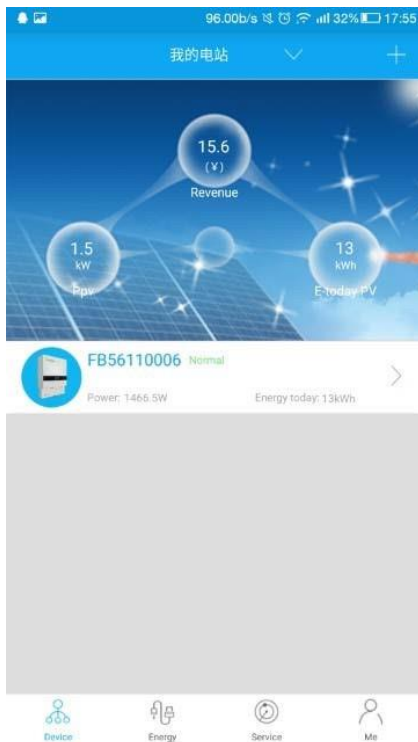 96.00b/s 32% 17:55
我的电站
15.6
(￥)
Revenue
1.5
kW
Ppv
13
kWh
E-today PV
FB56110006 Normal
Power: 1466.5W Energy today: 13kWh
Device Energy Service Me